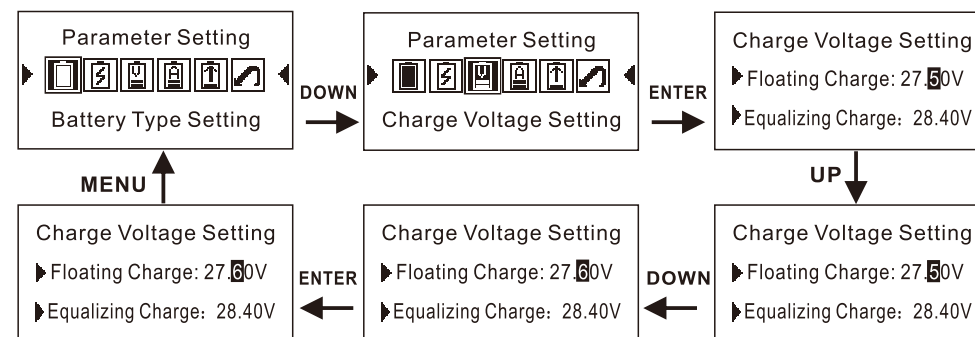 Parameter Setting
Battery Type Setting
DOWN
Parameter Setting
V A
Charge Voltage Setting
ENTER
Charge Voltage Setting
Floating Charge: 27.50V
Equalizing Charge: 28.40V
UP
MENU
Charge Voltage Setting
Floating Charge: 27.60V
Equalizing Charge: 28.40V
ENTER
Charge Voltage Setting
Floating Charge: 27.60V
Equalizing Charge: 28.40V
DOWN
Charge Voltage Setting
Floating Charge: 27.50V
Equalizing Charge: 28.40V